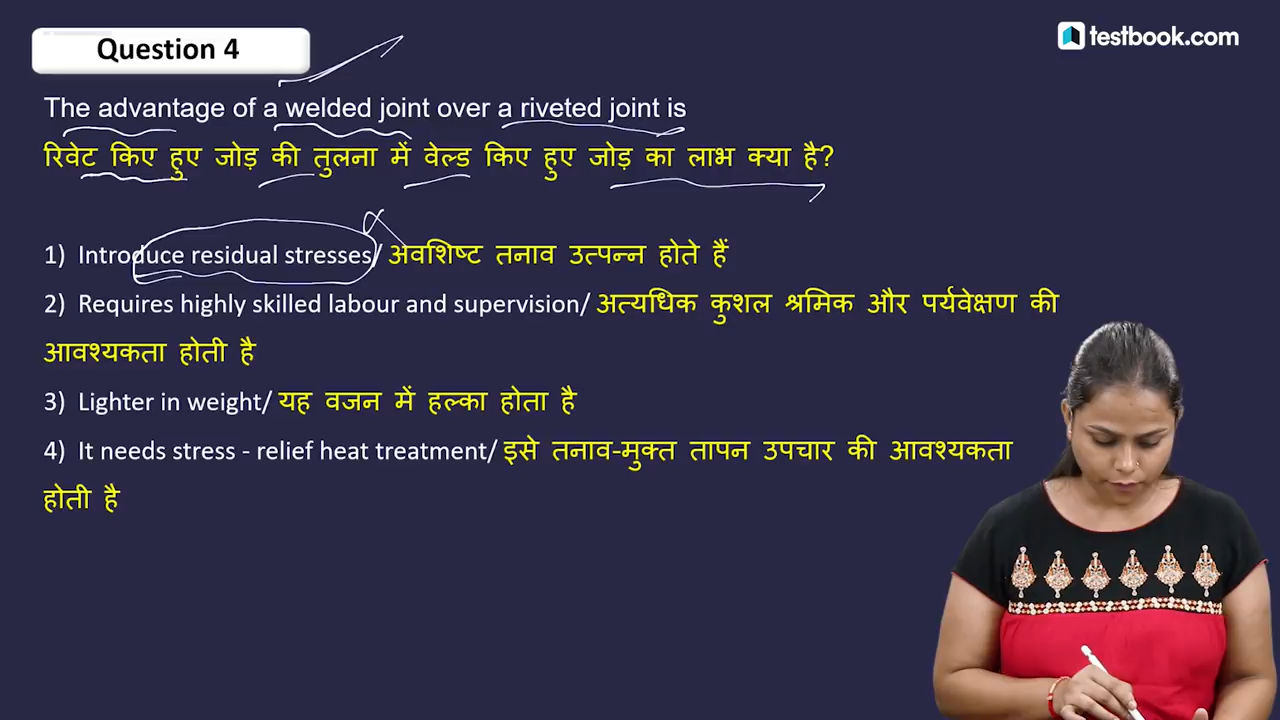 Question 4
testbook.com
The advantage of a welded joint over a riveted joint is
रिवेट किए हुए जोड़ की तुलना में वेल्ड किए हुए जोड़ का लाभ क्या है?
1) Introduce residual stresses/ अवशिष्ट तनाव उत्पन्न होते हैं
2) Requires highly skilled labour and supervision/ अत्यधिक कुशल श्रमिक और पर्यवेक्षण की
आवश्यकता होती है
3) Lighter in weight/ यह वजन में हल्का होता है
4) It needs stress - relief heat treatment/ इसे तनाव-मुक्त तापन उपचार की आवश्यकता
होती है